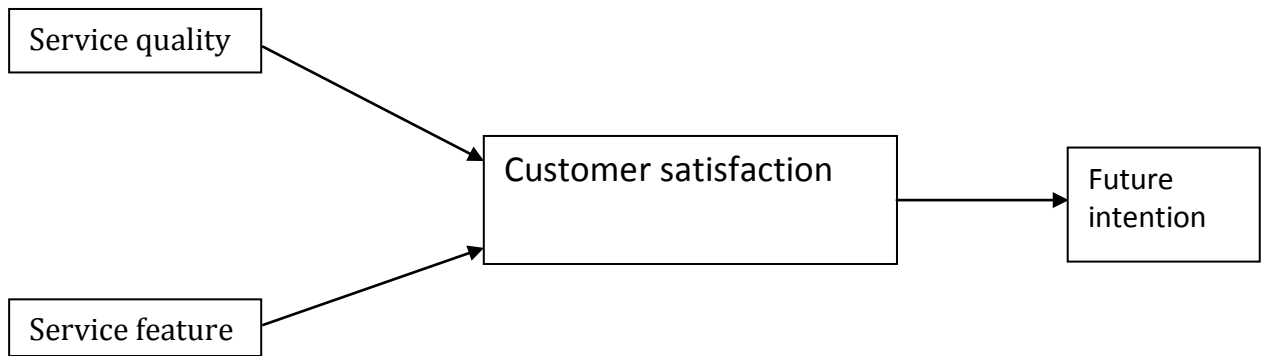 Service quality
Customer satisfaction
Future
intention
Service feature